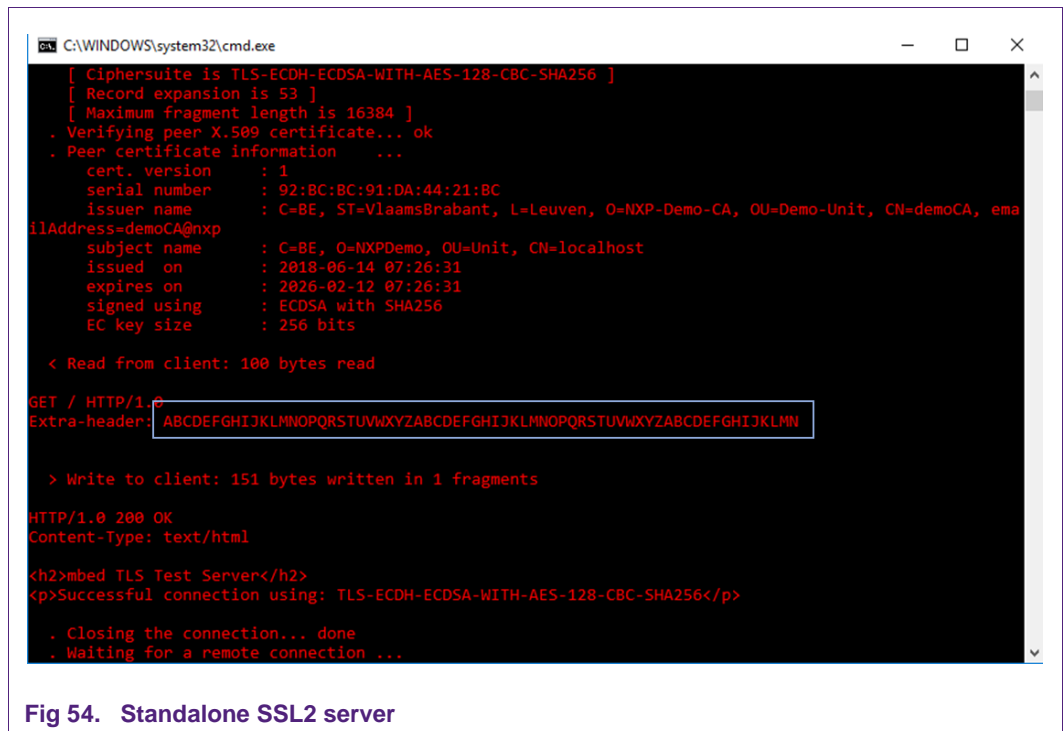 C:\WINDOWS\system32\cmd.exe
[ Ciphersuite is TLS-ECDH-ECDSA-WITH-AES-128-CBC-SHA256 ]
[ Record expansion is 53 ]
[ Maximum fragment length is 16384 ]
. Verifying peer X.509 certificate... ok
. Peer certificate information    ...
cert. version     : 1
serial number     : 92:BC:BC:91:DA:44:21:BC
issuer name       : C=BE, ST=VlaamsBrabant, L=Leuven, O=NXP-Demo-CA, OU=Demo-Unit, CN=demoCA, ema
ilAddress=demoCA@nxp
subject name      : C=BE, O=NXPDemo, OU=Unit, CN=localhost
issued  on        : 2018-06-14 07:26:31
expires on        : 2026-02-12 07:26:31
signed using      : ECDSA with SHA256
EC key size       : 256 bits
< Read from client: 100 bytes read
GET / HTTP/1.0
Extra-header: ABCDEFGHIJKLMNOPQRSTUVWXYZABCDEFGHIJKLMNOPQRSTUVWXYZABCDEFGHIJKLMN
> Write to client: 151 bytes written in 1 fragments
HTTP/1.0 200 OK
Content-Type: text/html
<h2>mbed TLS Test Server</h2>
<p>Successful connection using: TLS-ECDH-ECDSA-WITH-AES-128-CBC-SHA256</p>
. Closing the connection... done
. Waiting for a remote connection ...
Fig 54. Standalone SSL2 server